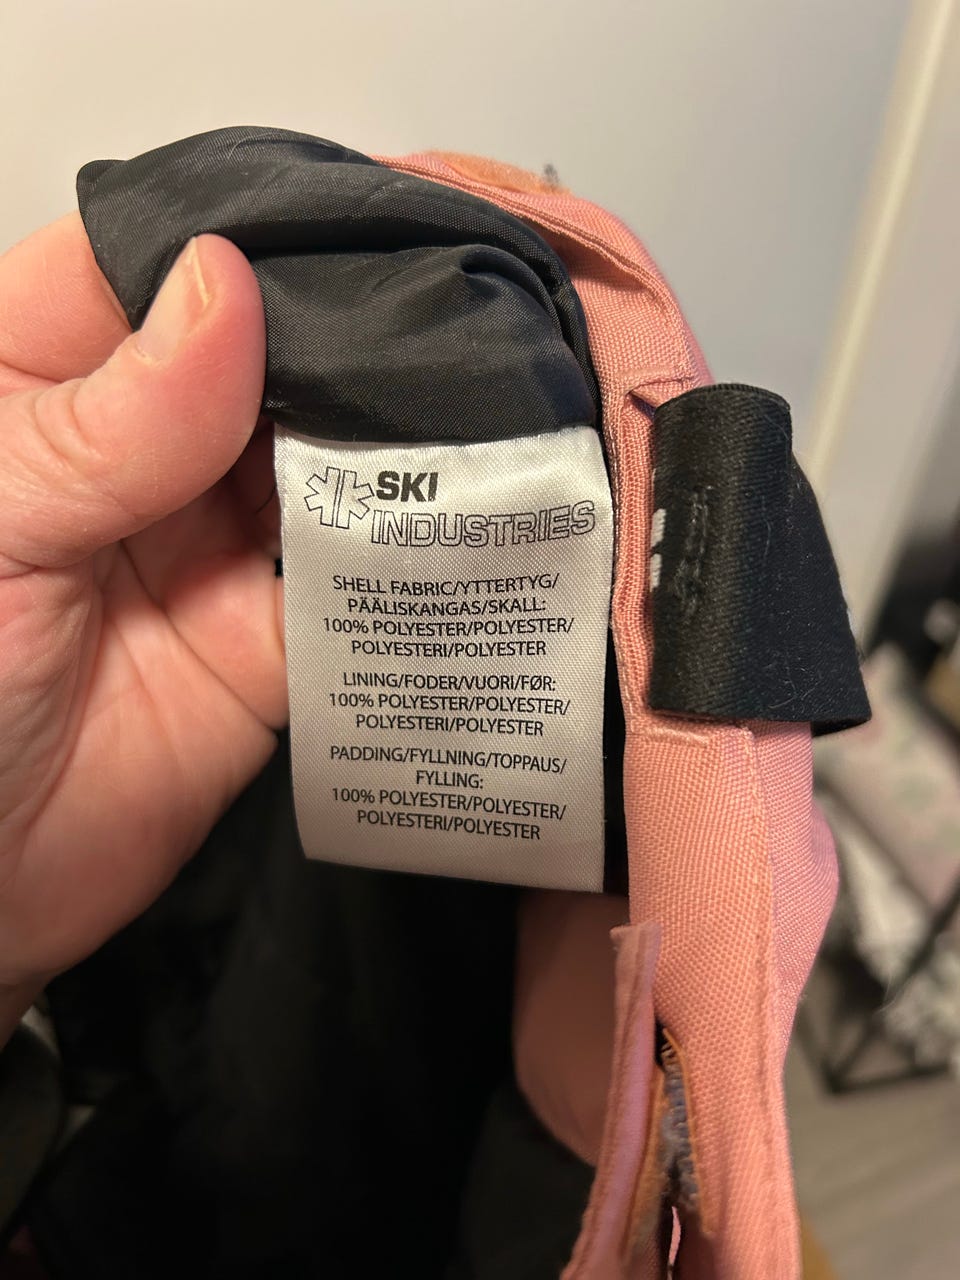 SKI
INDUSTRIES
SHELL FABRIC/YTTERTYG/
PÄÄLISKANGAS/SKALL:
100% POLYESTER/POLYESTER/
POLYESTERI/POLYESTER
LINING/FODER/VUORI/FØR:
100% POLYESTER/POLYESTER/
POLYESTERI/POLYESTER
PADDING/FYLLNING/TOPPAUS/
FYLLING:
100% POLYESTER/POLYESTER/
POLYESTERI/POLYESTER